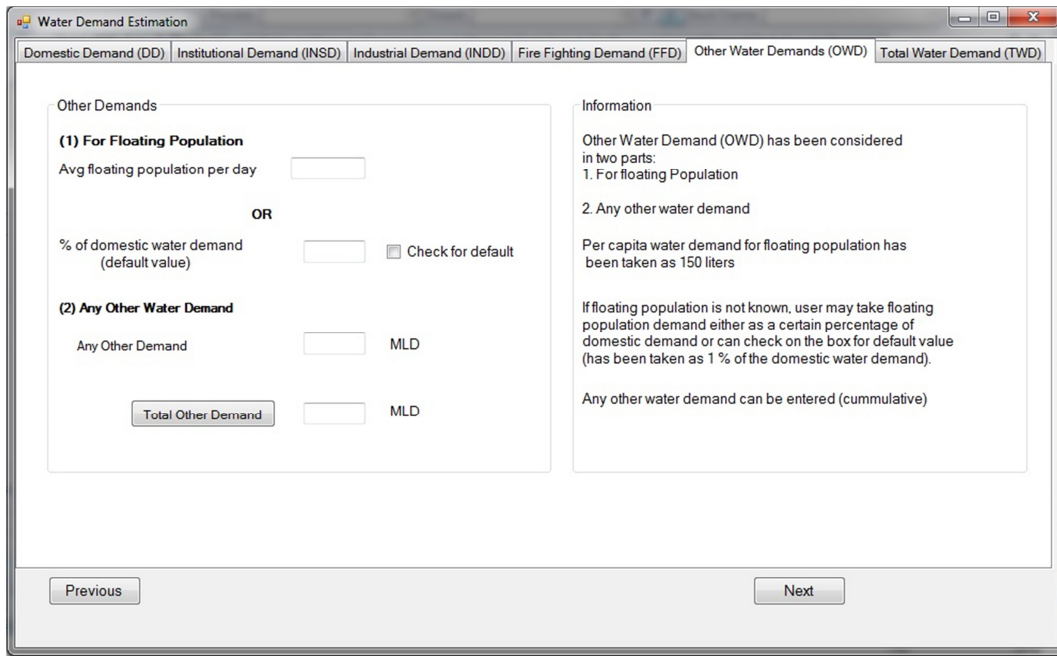 Water Demand Estimation
Domestic Demand (DD) Institutional Demand (INSD) Industrial Demand (INDD) Fire Fighting Demand (FFD) Other Water Demands (OWD) Total Water Demand (TWD)
Other Demands
(1) For Floating Population
Avg floating population per day
OR
% of domestic water demand
(default value)
Check for default
(2) Any Other Water Demand
Any Other Demand MLD
Total Other Demand MLD
Information
Other Water Demand (OWD) has been considered
in two parts:
1. For floating Population
2. Any other water demand
Per capita water demand for floating population has
been taken as 150 liters
If floating population is not known, user may take floating
population demand either as a certain percentage of
domestic demand or can check on the box for default value
(has been taken as 1 % of the domestic water demand).
Any other water demand can be entered (cummulative)
Previous Next